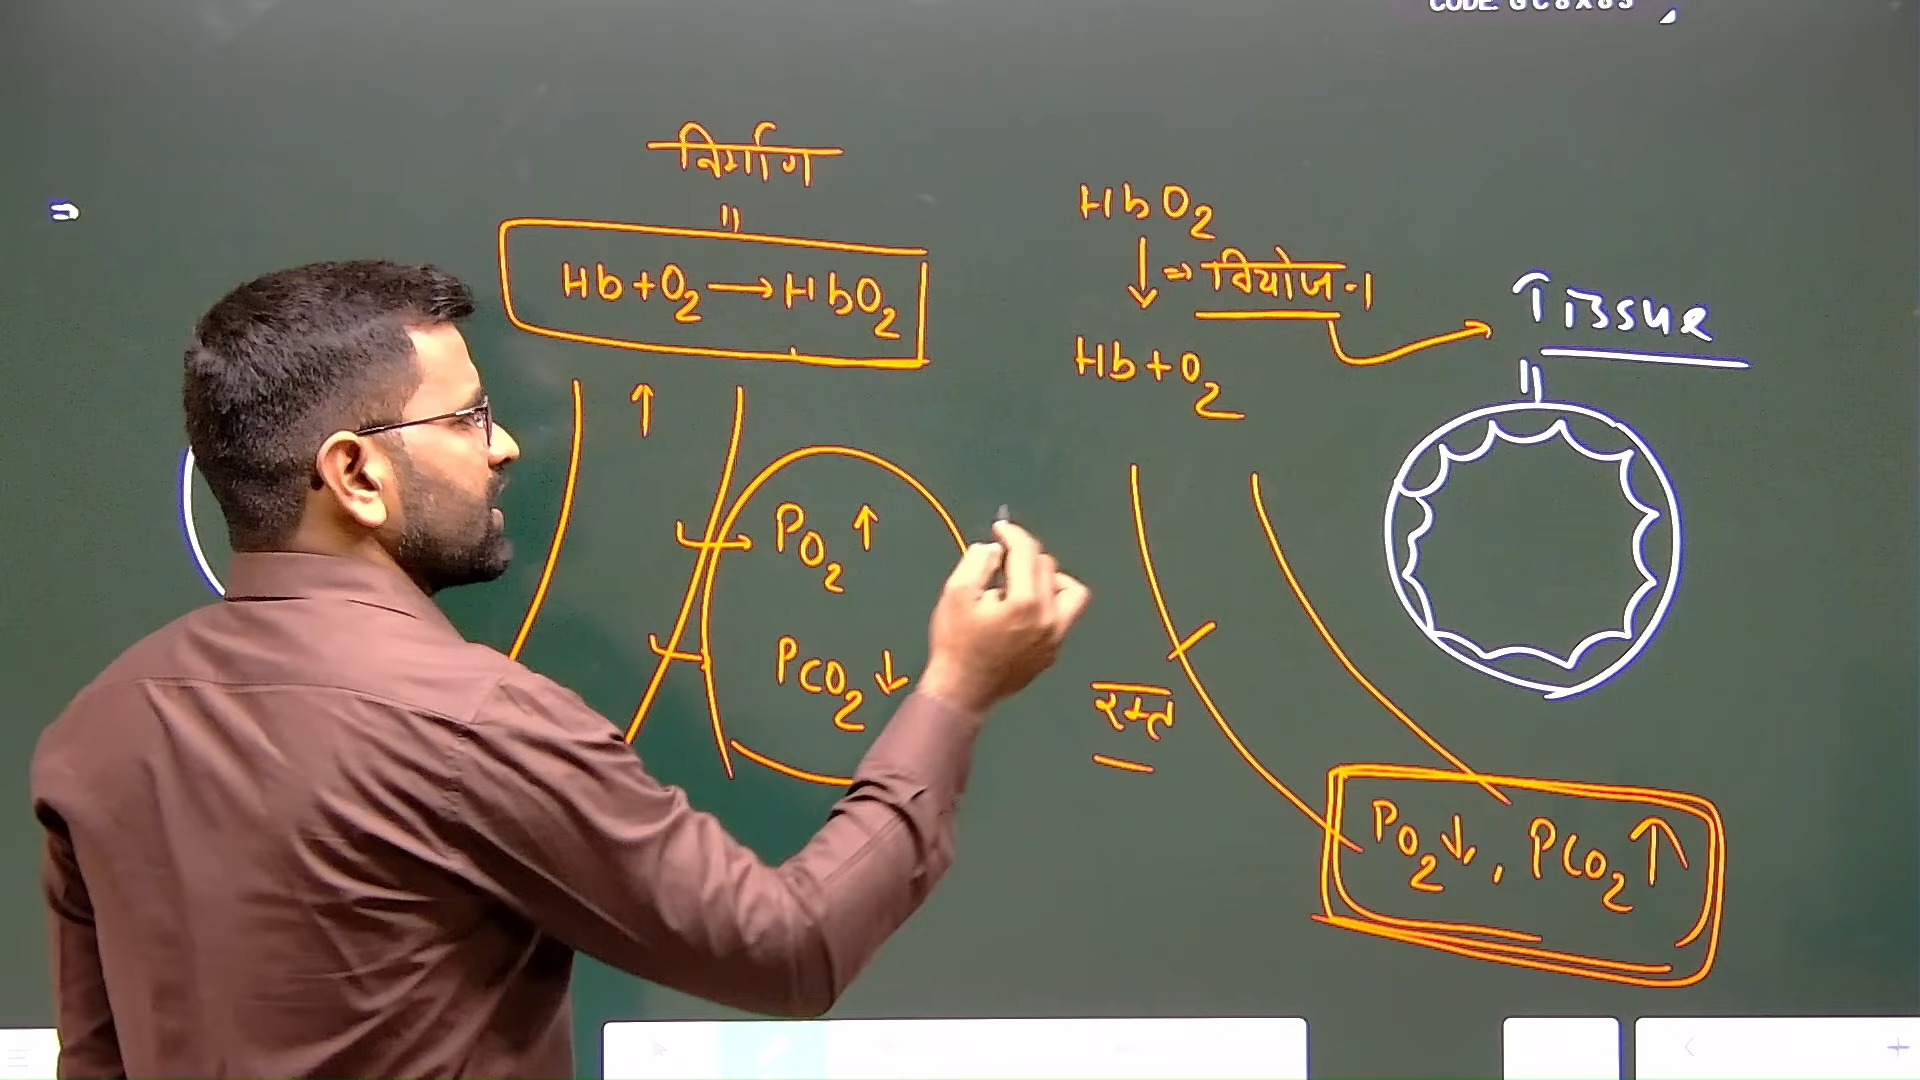 निर्माण
॥
Hb+O₂→HbO₂
↑
PO₂ ↑
PCO₂ ↓
HbO₂
↓ ⇒ वियोजन
Hb+O₂
रक्त
Tissue
॥
PO₂↓, PCO₂↑